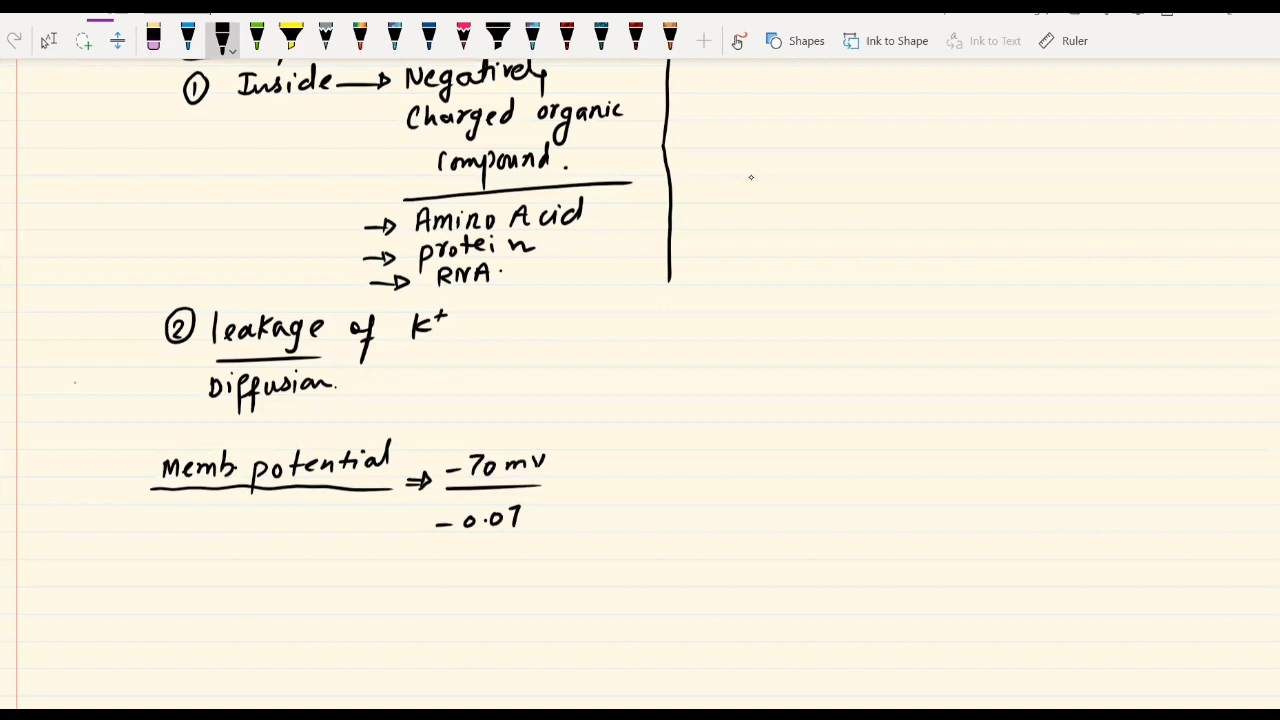 Shapes
Ink to Shape
Ink to Text
Ruler
① Inside → Negatively
Charged organic
Compound.
→ Amino Acid
→ protein
→ RNA.
② leakage of K+
Diffusion.
Memb. potential ⇒ -70 mv
-0.07